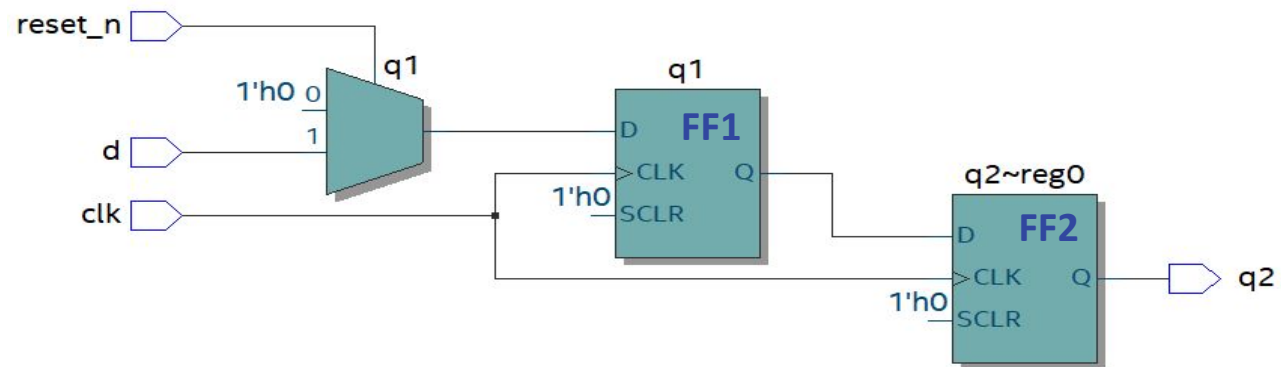 reset_n
q1
1'h0 0
1
d
clk
q1
FF1
D
CLK
Q
1'h0
SCLR
q2~reg0
FF2
D
CLK
Q
1'h0
SCLR
q2